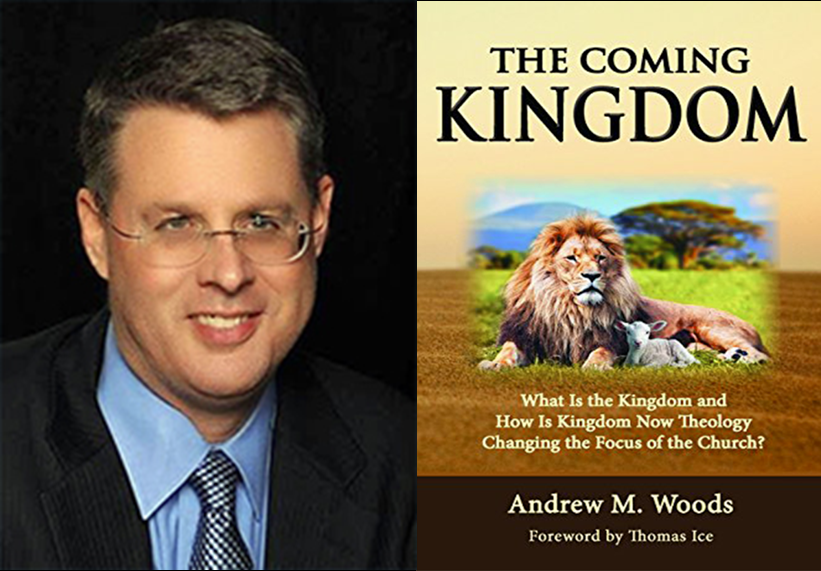 THE COMING
KINGDOM
What Is the Kingdom and
How Is Kingdom Now Theology
Changing the Focus of the Church?
Andrew M. Woods
Foreword by Thomas Ice